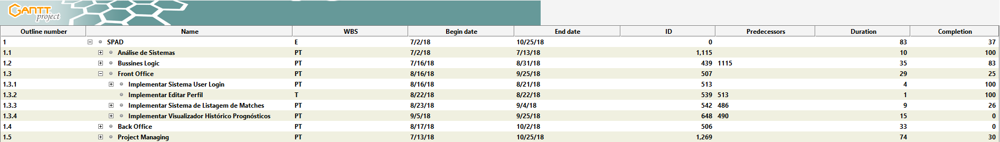 GANTT
project
Outline number Name WBS Begin date End date ID Predecessors Duration Completion
1 SPAD E 7/2/18 10/25/18 0 83 37
1.1 Análise de Sistemas PT 7/2/18 7/13/18 1,115 10 100
1.2 Bussines Logic PT 7/16/18 8/31/18 439 1115 35 83
1.3 Front Office PT 8/16/18 9/25/18 507 29 25
1.3.1 Implementar Sistema User Login PT 8/16/18 8/21/18 513 4 100
1.3.2 Implementar Editar Perfil T 8/22/18 8/22/18 539 513 1 100
1.3.3 Implementar Sistema de Listagem de Matches PT 8/23/18 9/4/18 542 486 9 26
1.3.4 Implementar Visualizador Histórico Prognósticos PT 9/5/18 9/25/18 648 490 15 0
1.4 Back Office PT 8/17/18 10/2/18 506 33 0
1.5 Project Managing PT 7/13/18 10/25/18 1,269 74 30